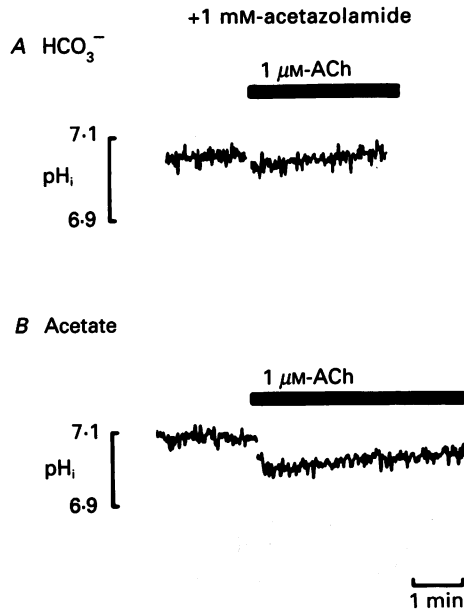 +1 mM-acetazolamide
A HCO₃⁻
1 μM-ACh
7·1
pHᵢ
6·9
B Acetate
1 μM-ACh
7·1
pHᵢ
6·9
1 min